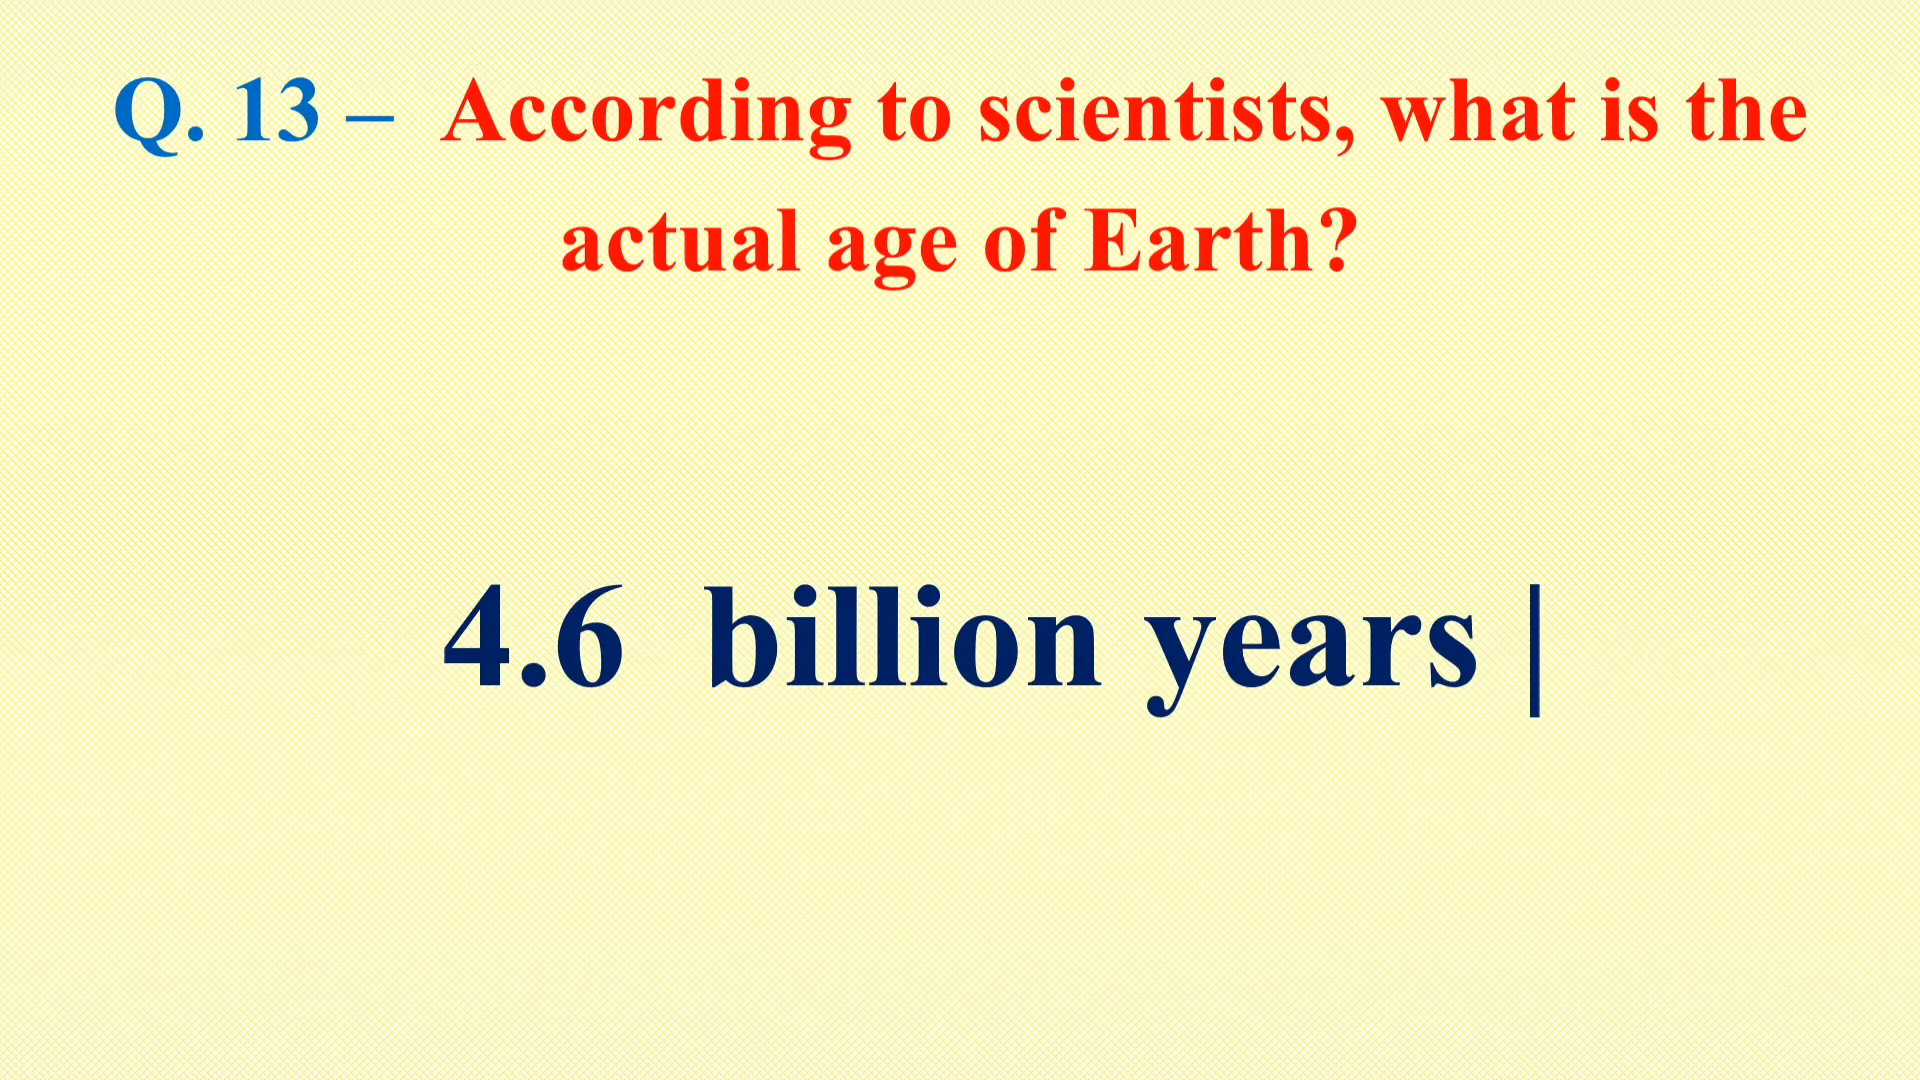 Q. 13 – According to scientists, what is the
actual age of Earth?
4.6 billion years |